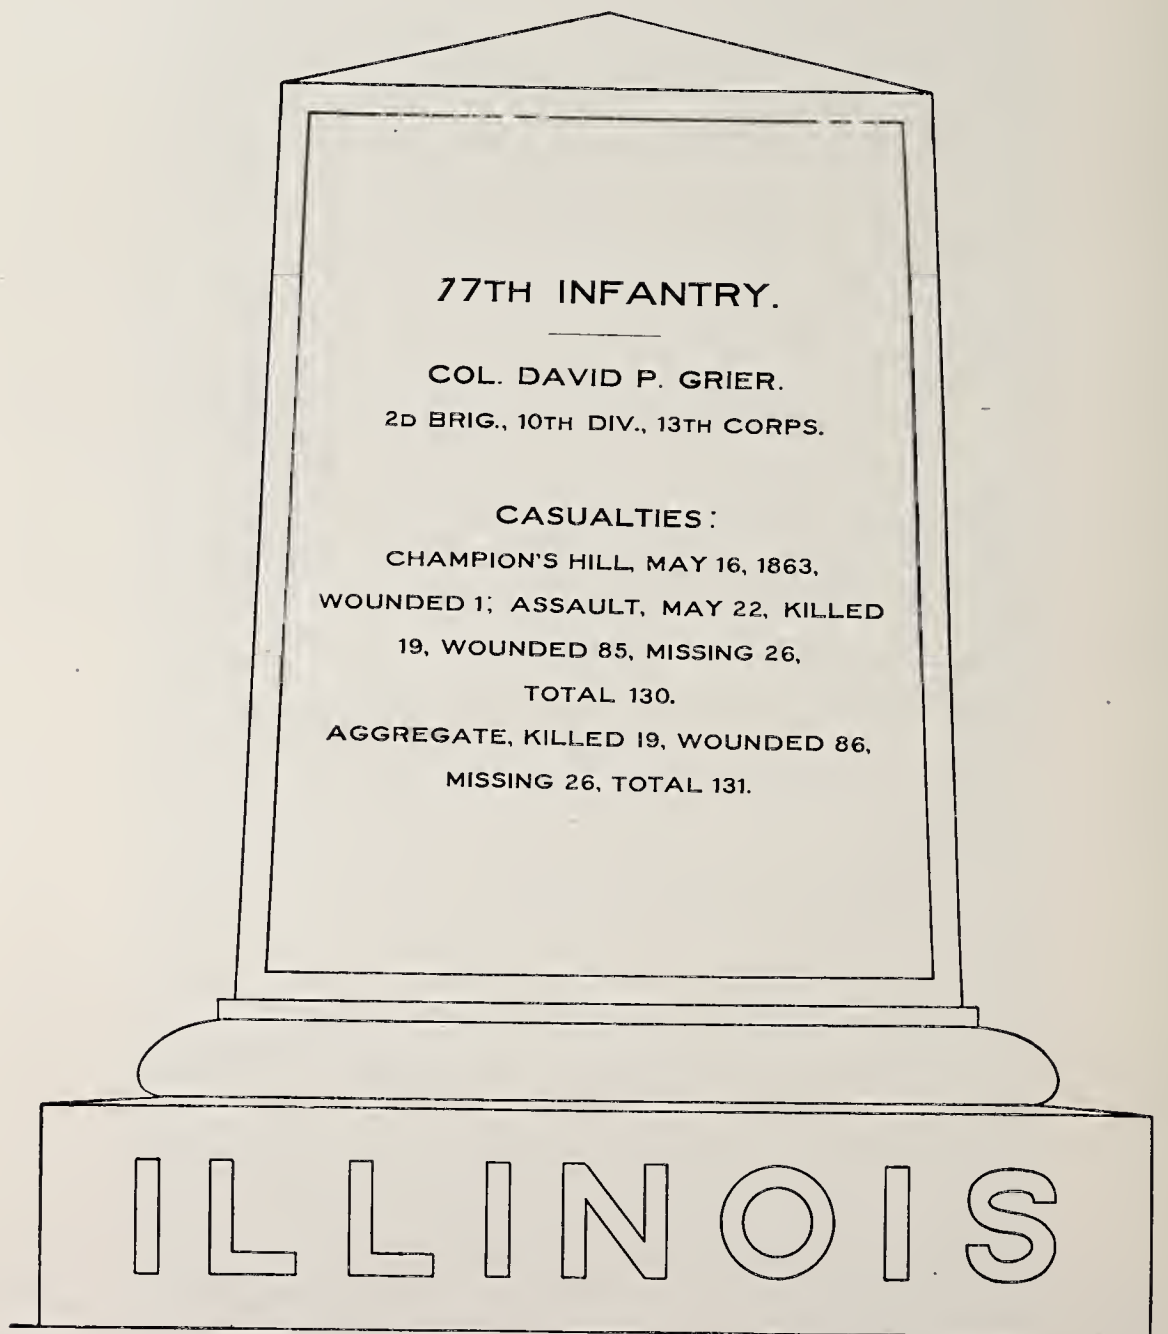 77TH INFANTRY.
COL. DAVID P. GRIER.
2D BRIG., 10TH DIV., 13TH CORPS.
CASUALTIES:
CHAMPION'S HILL, MAY 16, 1863,
WOUNDED 1; ASSAULT, MAY 22, KILLED
19, WOUNDED 85, MISSING 26,
TOTAL 130.
AGGREGATE, KILLED 19, WOUNDED 86,
MISSING 26, TOTAL 131.
ILLINOIS